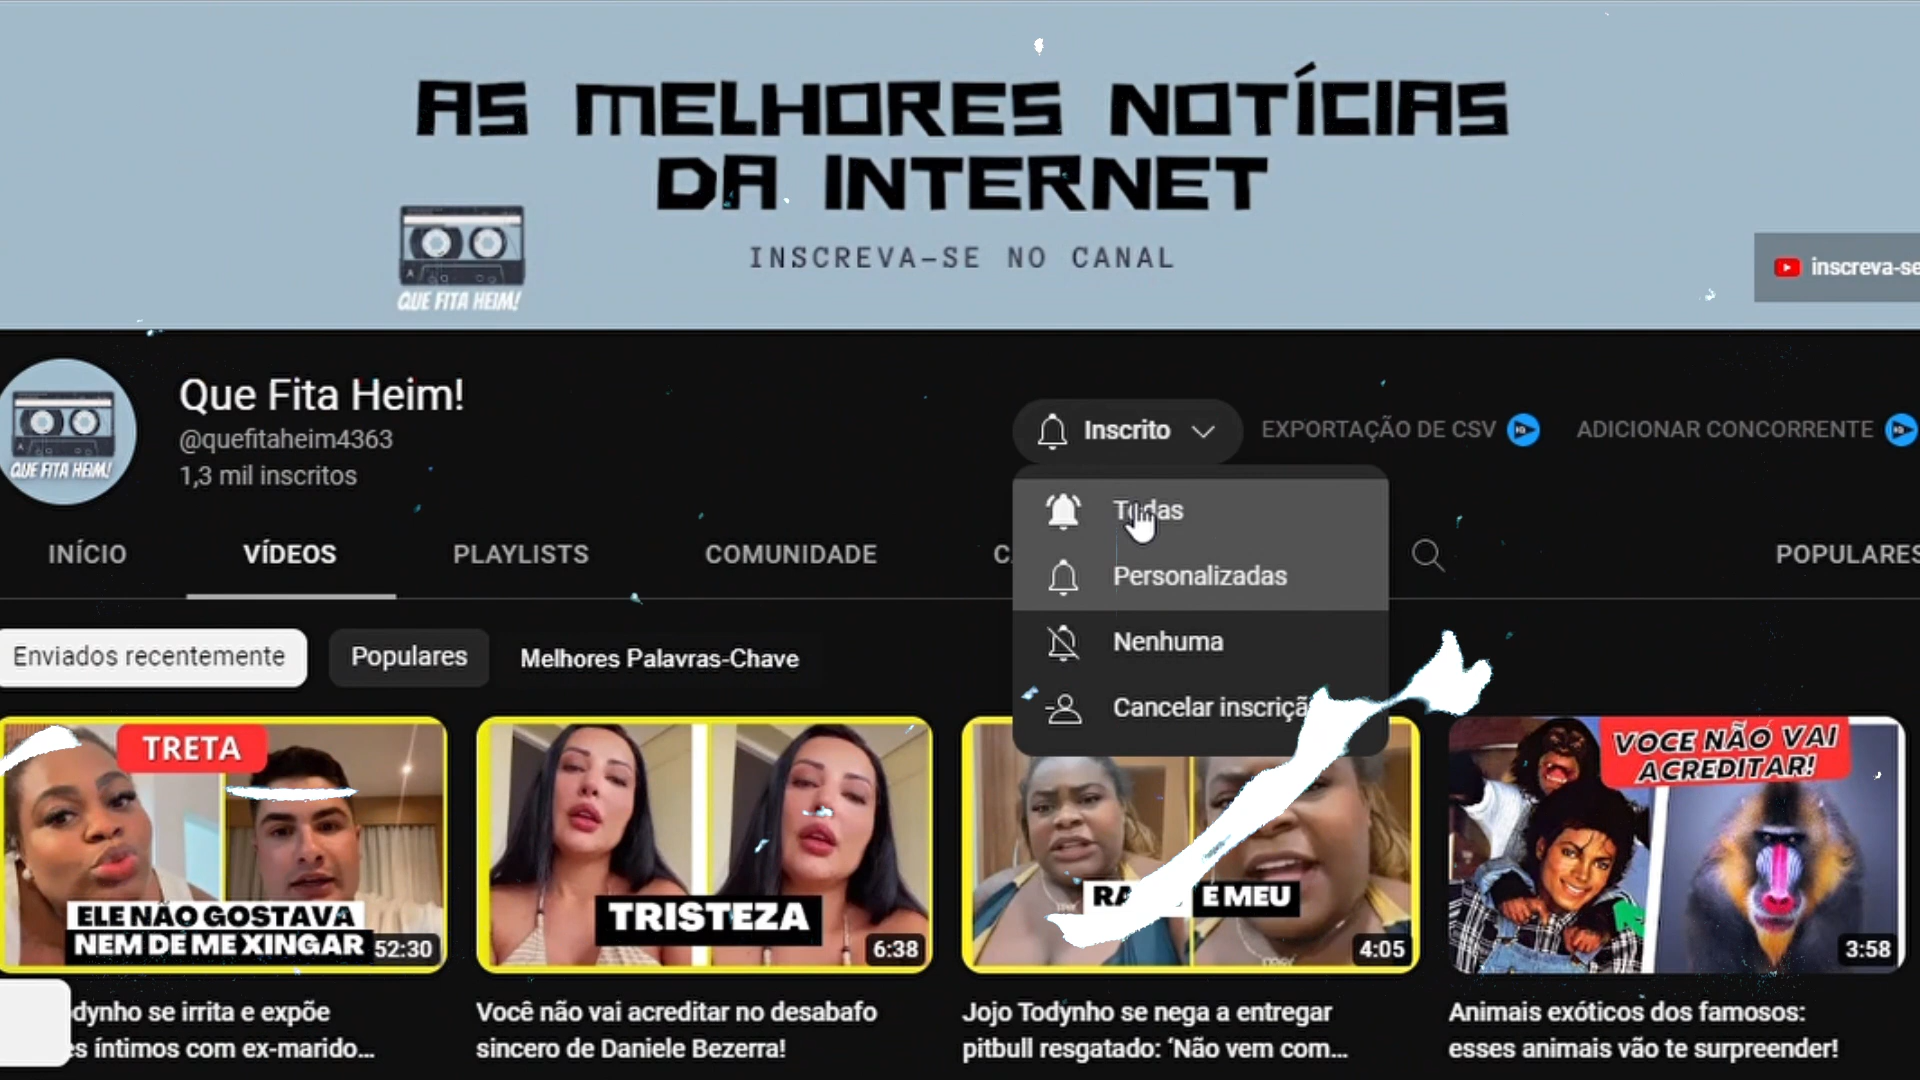 AS MELHORES NOTÍCIAS
DA INTERNET
INSCREVA-SE NO CANAL
QUE FITA HEIM!
inscreva-se
QUE FITA HEIM!
Que Fita Heim!
@quefitaheim4363
1,3 mil inscritos
Inscrito
EXPORTAÇÃO DE CSV
ADICIONAR CONCORRENTE
Todas
Personalizadas
Nenhuma
Cancelar inscriçã
INÍCIO
VÍDEOS
PLAYLISTS
COMUNIDADE
POPULARES
Enviados recentemente
Populares
Melhores Palavras-Chave
TRETA
ELE NÃO GOSTAVA
NEM DE ME XINGAR
52:30
TRISTEZA
6:38
É MEU
4:05
VOCE NÃO VAI
ACREDITAR!
3:58
dynho se irrita e expõe
es íntimos com ex-marido...
Você não vai acreditar no desabafo
sincero de Daniele Bezerra!
Jojo Todynho se nega a entregar
pitbull resgatado: ‘Não vem com...
Animais exóticos dos famosos:
esses animais vão te surpreender!